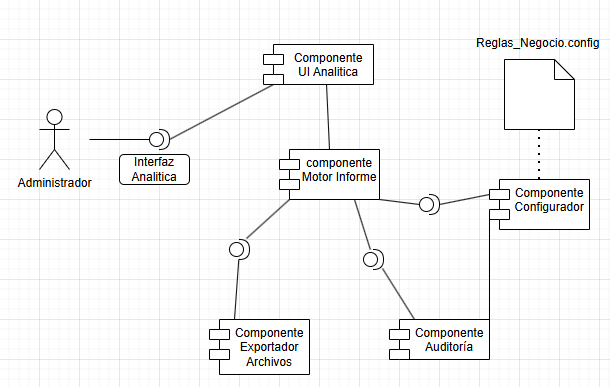 Reglas_Negocio.config
Componente
UI Analitica
Administrador
Interfaz
Analitica
componente
Motor Informe
Componente
Configurador
Componente
Exportador
Archivos
Componente
Auditoría